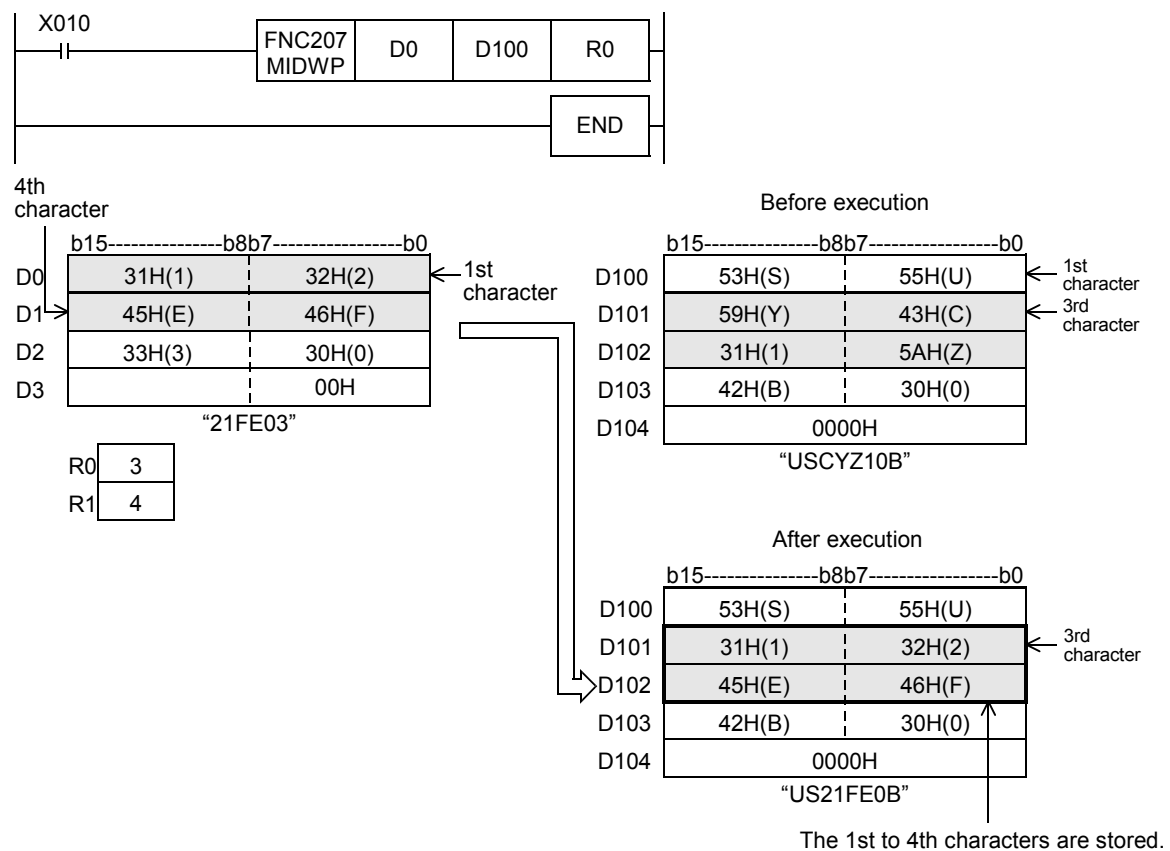 X010
FNC207 MIDWP D0 D100 R0
END
4th
character
b15----------------b8b7------------------b0
D0 31H(1) 32H(2)
1st
character
D1 45H(E) 46H(F)
D2 33H(3) 30H(0)
D3 00H
“21FE03”
R0 3
R1 4
Before execution
b15----------------b8b7------------------b0
D100 53H(S) 55H(U)
1st
character
D101 59H(Y) 43H(C)
3rd
character
D102 31H(1) 5AH(Z)
D103 42H(B) 30H(0)
D104 0000H
“USCYZ10B”
After execution
b15----------------b8b7------------------b0
D100 53H(S) 55H(U)
D101 31H(1) 32H(2)
3rd
character
D102 45H(E) 46H(F)
D103 42H(B) 30H(0)
D104 0000H
“US21FE0B”
The 1st to 4th characters are stored.